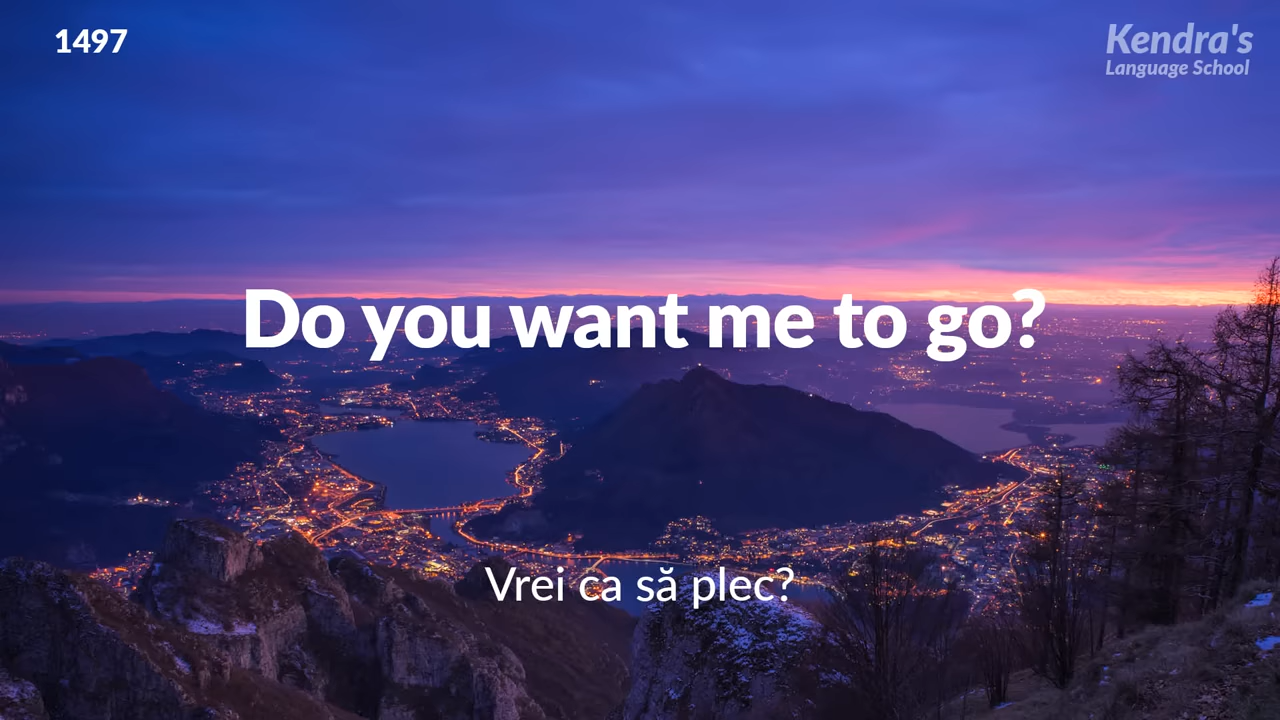 1497
Kendra's
Language School
Do you want me to go?
Vrei ca să plec?